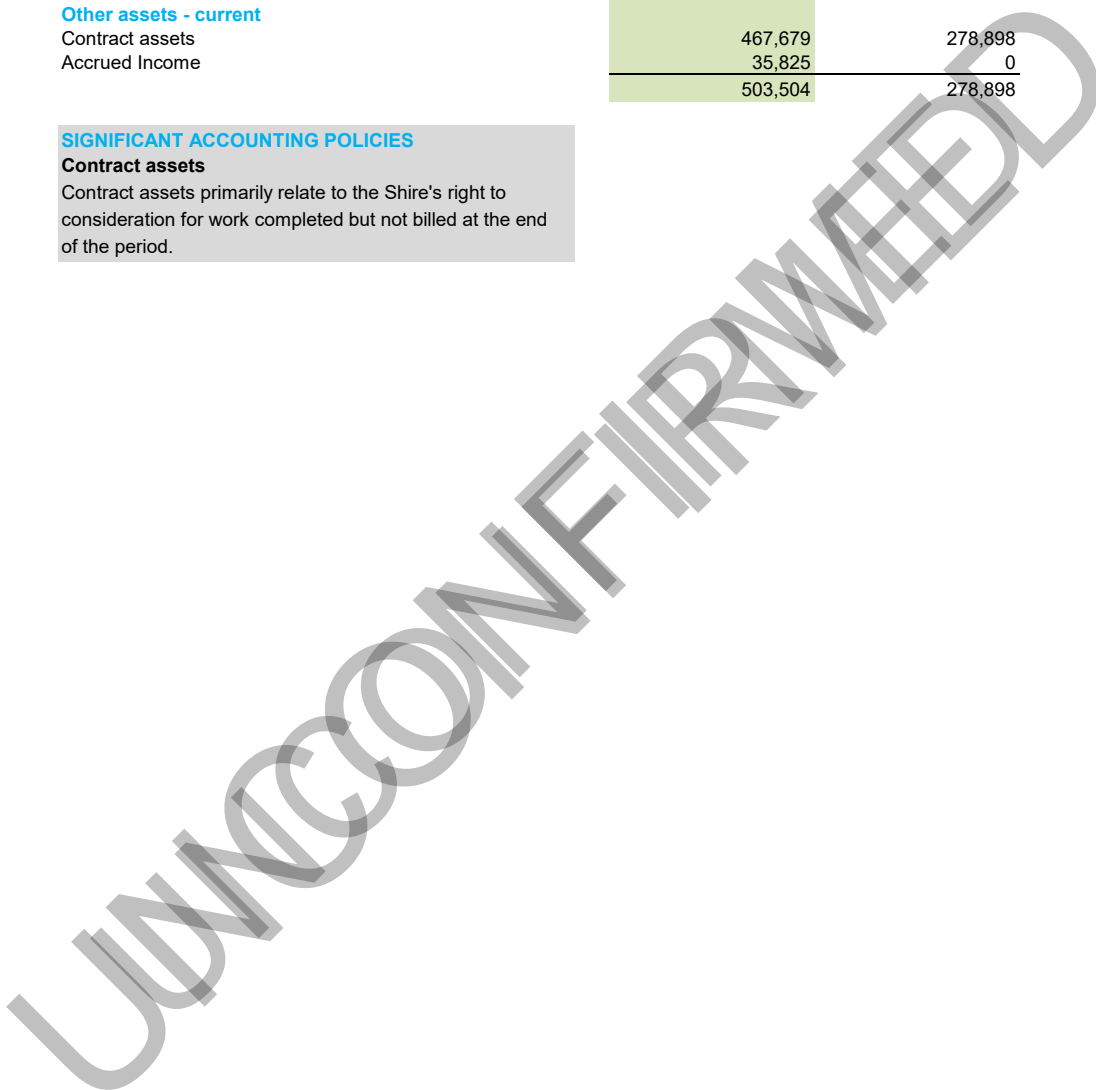 Other assets - current
Contract assets 467,679 278,898
Accrued Income 35,825 0
503,504 278,898
SIGNIFICANT ACCOUNTING POLICIES
Contract assets
Contract assets primarily relate to the Shire's right to
consideration for work completed but not billed at the end
of the period.
UNCONFIRMED